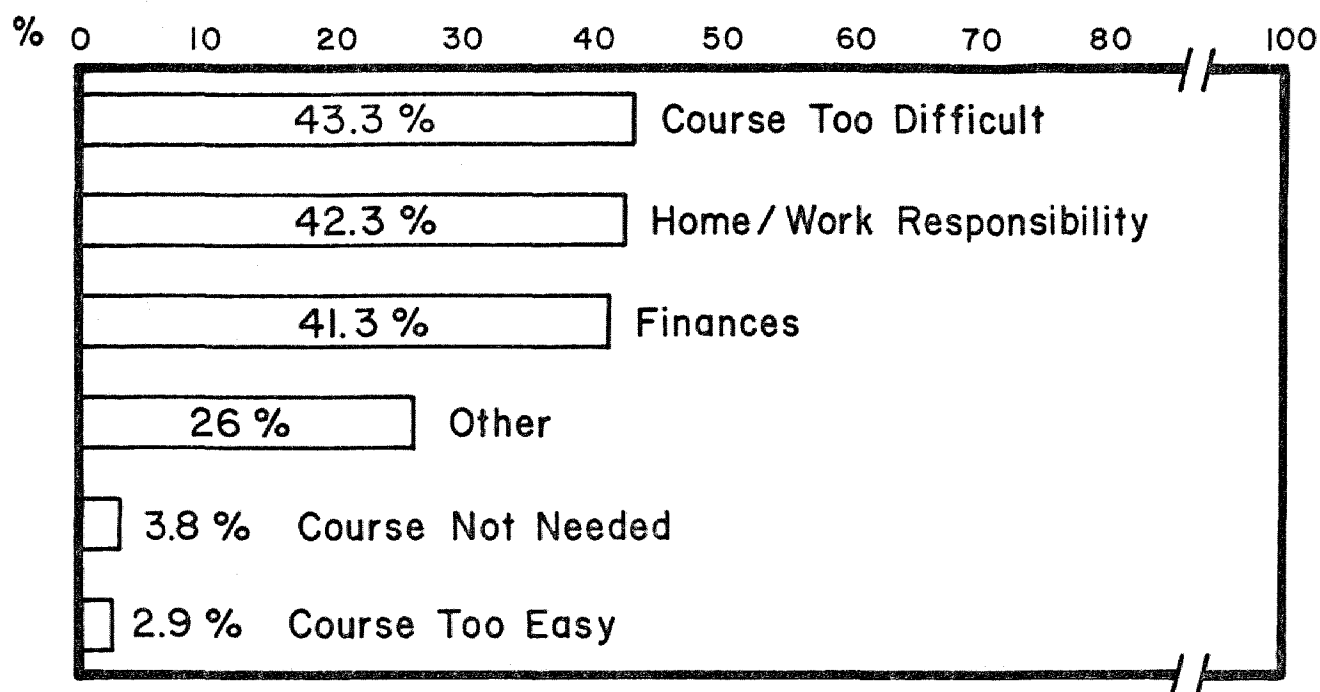 % 0 10 20 30 40 50 60 70 80 100
43.3 % Course Too Difficult
42.3 % Home/Work Responsibility
41.3 % Finances
26 % Other
3.8 % Course Not Needed
2.9 % Course Too Easy